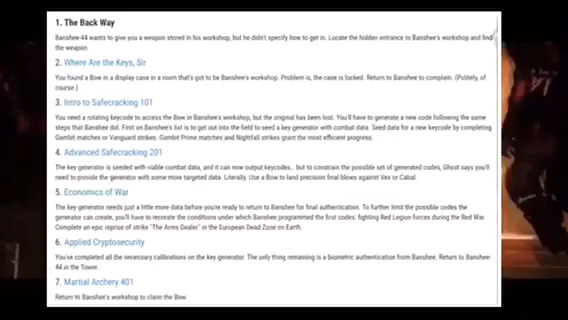 1. The Back Way
Banshee-44 wants to give you a weapon stored in his workshop, but he didn't specify how to get in. Locate the hidden entrance to Banshee's workshop and find
the weapon.
2. Where Are the Keys, Sir
You found a Bow in a display case in a room that's got to be Banshee's workshop. Problem is, the case is locked. Return to Banshee to complain. (Politely, of
course.)
3. Intro to Safecracking 101
You need a rotating keycode to access the Bow in Banshee's workshop, but the original has been lost. You'll have to generate a new code following the same
steps that Banshee did. First on Banshee's list is to get out into the field to seed a key generator with combat data. Seed data for a new keycode by completing
Gambit matches or Vanguard strikes. Gambit Prime matches and Nightfall strikes grant the most efficient progress.
4. Advanced Safecracking 201
The key generator is seeded with viable combat data, and it can now output keycodes... but to constrain the possible set of generated codes, Ghost says you'll
need to provide the generator with some more targeted data. Literally. Use a Bow to land precision final blows against Vex or Cabal.
5. Economics of War
The key generator needs just a little more data before you're ready to return to Banshee for final authentication. To further limit the possible codes the
generator can create, you'll have to recreate the conditions under which Banshee programmed the first codes: fighting Red Legion forces during the Red War.
Complete an epic reprise of strike "The Arms Dealer" in the European Dead Zone on Earth.
6. Applied Cryptosecurity
You've completed all the necessary calibrations on the key generator. The only thing remaining is a biometric authentication from Banshee. Return to Banshee-
44 in the Tower.
7. Martial Archery 401
Return to Banshee's workshop to claim the Bow.